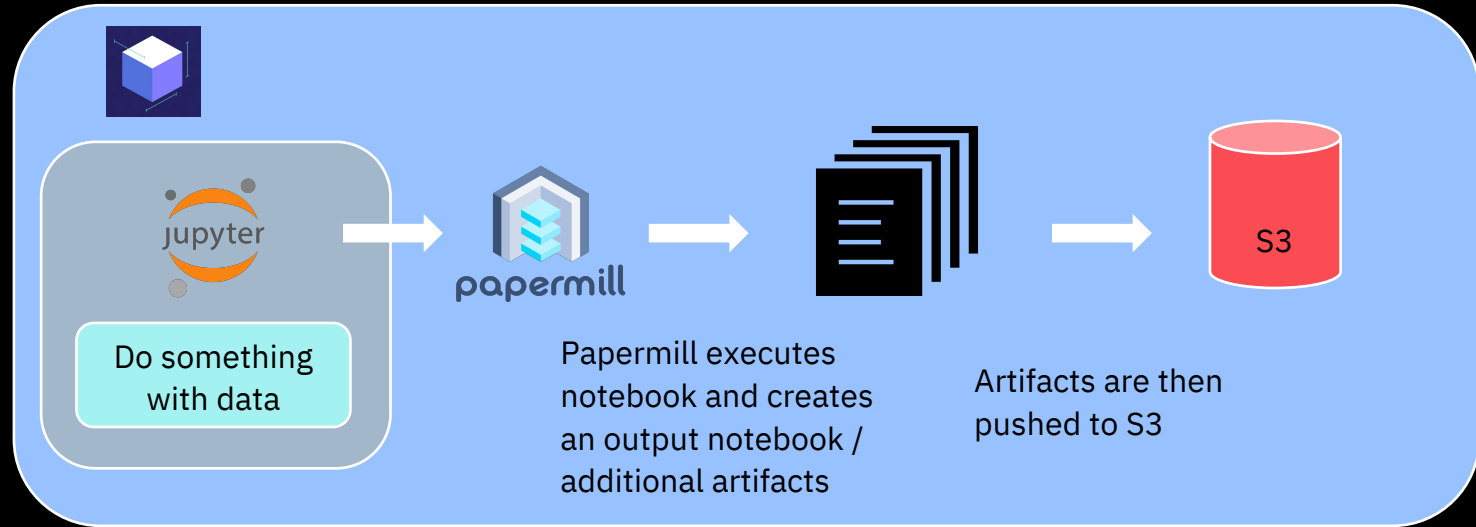 jupyter
Do something
with data
papermill
Papermill executes
notebook and creates
an output notebook /
additional artifacts
S3
Artifacts are then
pushed to S3